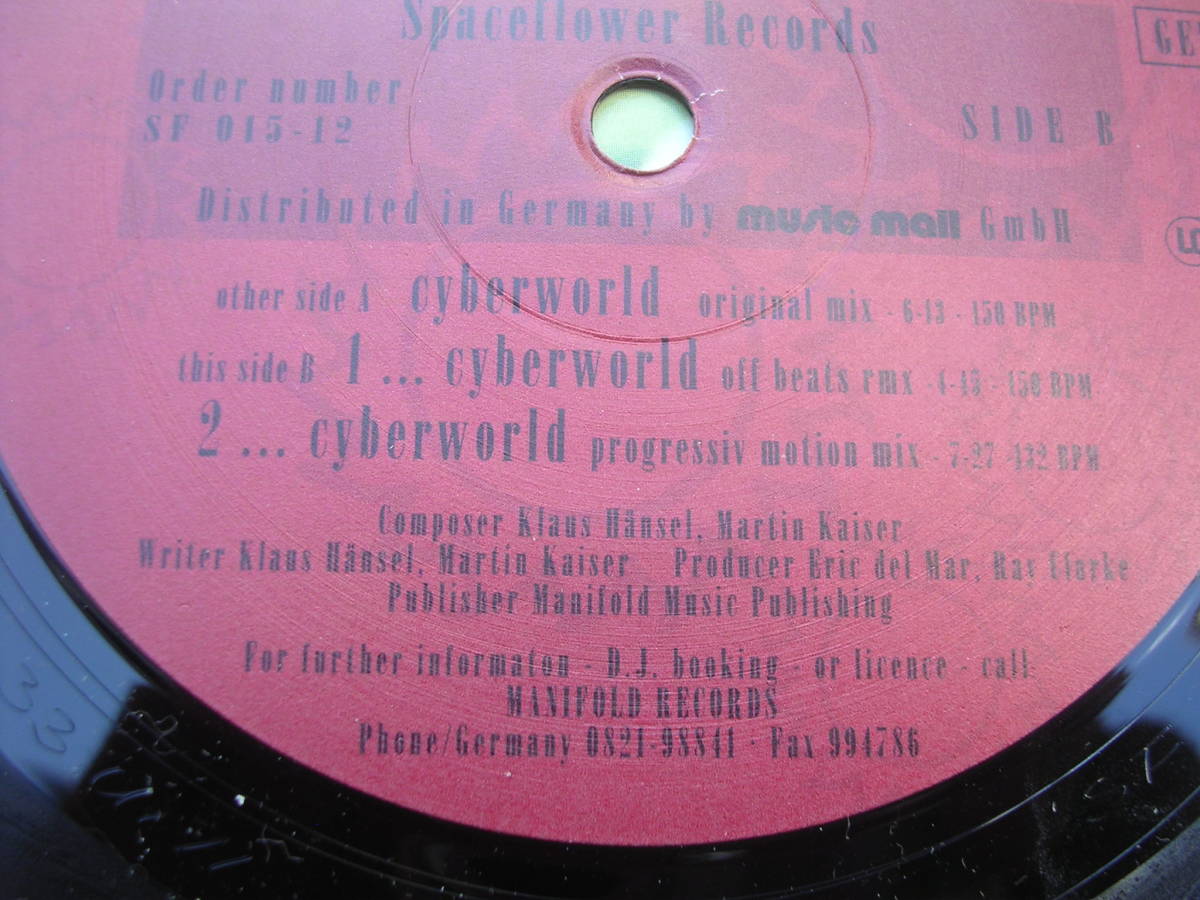 Spaceflower Records
GE
Order number
SF 015-12
SIDE B
Distributed in Germany by music mall GmbH
other side A cyberworld original mix - 6-13 - 150 BPM
this side B 1... cyberworld off beats rmx - 4-43 - 150 BPM
2... cyberworld progressiv motion mix - 7-27 - 132 BPM
Composer Klaus Hänsel, Martin Kaiser
Writer Klaus Hänsel, Martin Kaiser Producer Eric del Mar, Ray Clarke
Publisher Manifold Music Publishing
For further informaton - D.J. booking - or licence - call
MANIFOLD RECORDS
Phone/Germany 0821-98841 - Fax 994786